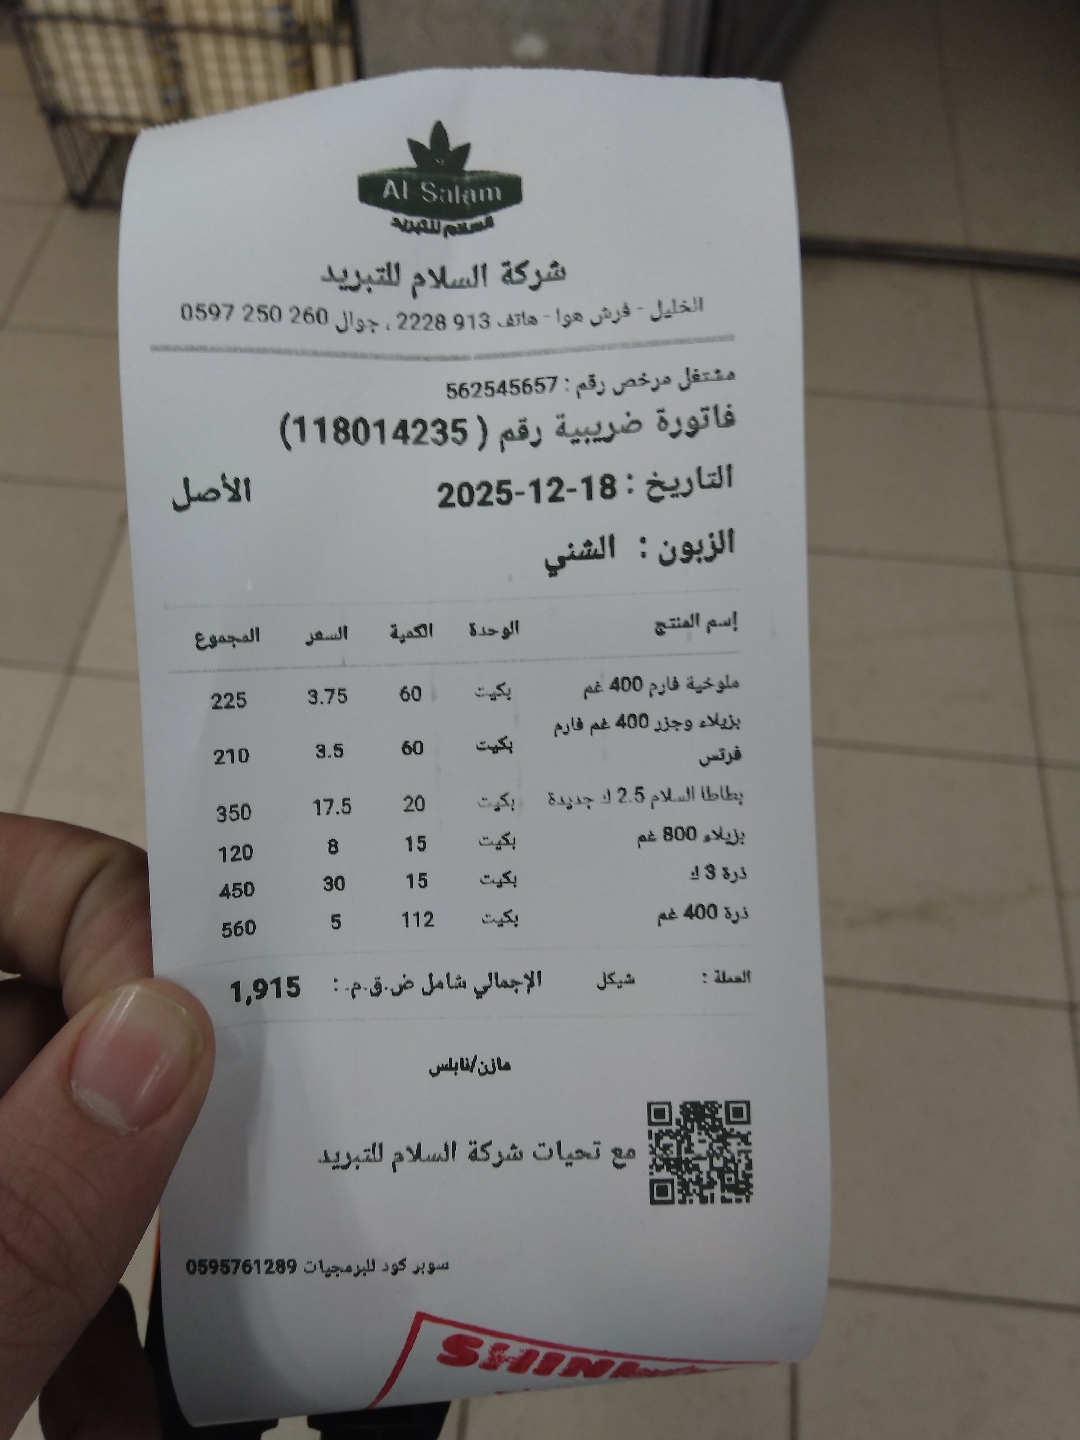 Al Salam
السلام للتبريد
شركة السلام للتبريد
الخليل - فرش هوا - هاتف 913 2228 ، جوال 260 250 0597
مشتغل مرخص رقم : 562545657
فاتورة ضريبية رقم ( 118014235)
التاريخ : 18-12-2025 الأصل
الزبون : الشني
إسم المنتج الوحدة الكمية السعر المجموع
ملوخية فارم 400 غم بكيت 60 3.75 225
بزيلاء وجزر 400 غم فارم
فرتس بكيت 60 3.5 210
بطاطا السلام 2.5 ك جديدة بكيت 20 17.5 350
بزيلاء 800 غم بكيت 15 8 120
ذرة 3 ك بكيت 15 30 450
ذرة 400 غم بكيت 112 5 560
العملة : شيكل الإجمالي شامل ض.ق.م. : 1,915
مازن/نابلس
مع تحيات شركة السلام للتبريد
سوبر كود للبرمجيات 0595761289